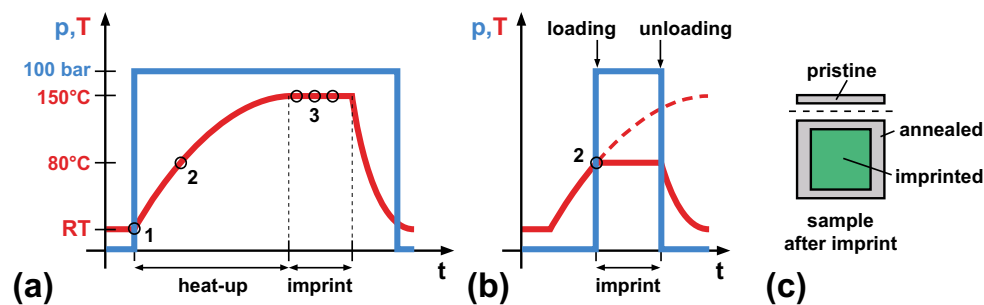 p,T
100 bar
150°C
80°C
RT
1
2
3
t
(a)
heat-up
imprint
p,T
loading
unloading
2
t
(b)
imprint
pristine
annealed
imprinted
sample
after imprint
(c)